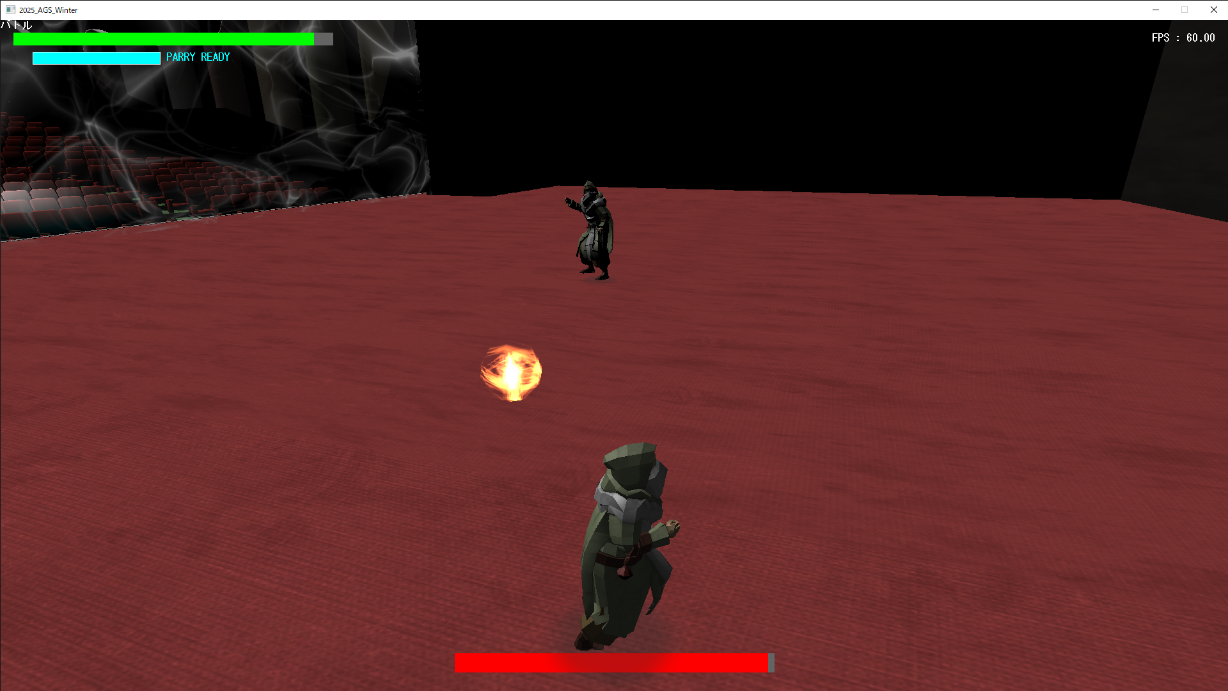 2025_AGS_Winter
バトル
FPS : 60.00
PARRY READY